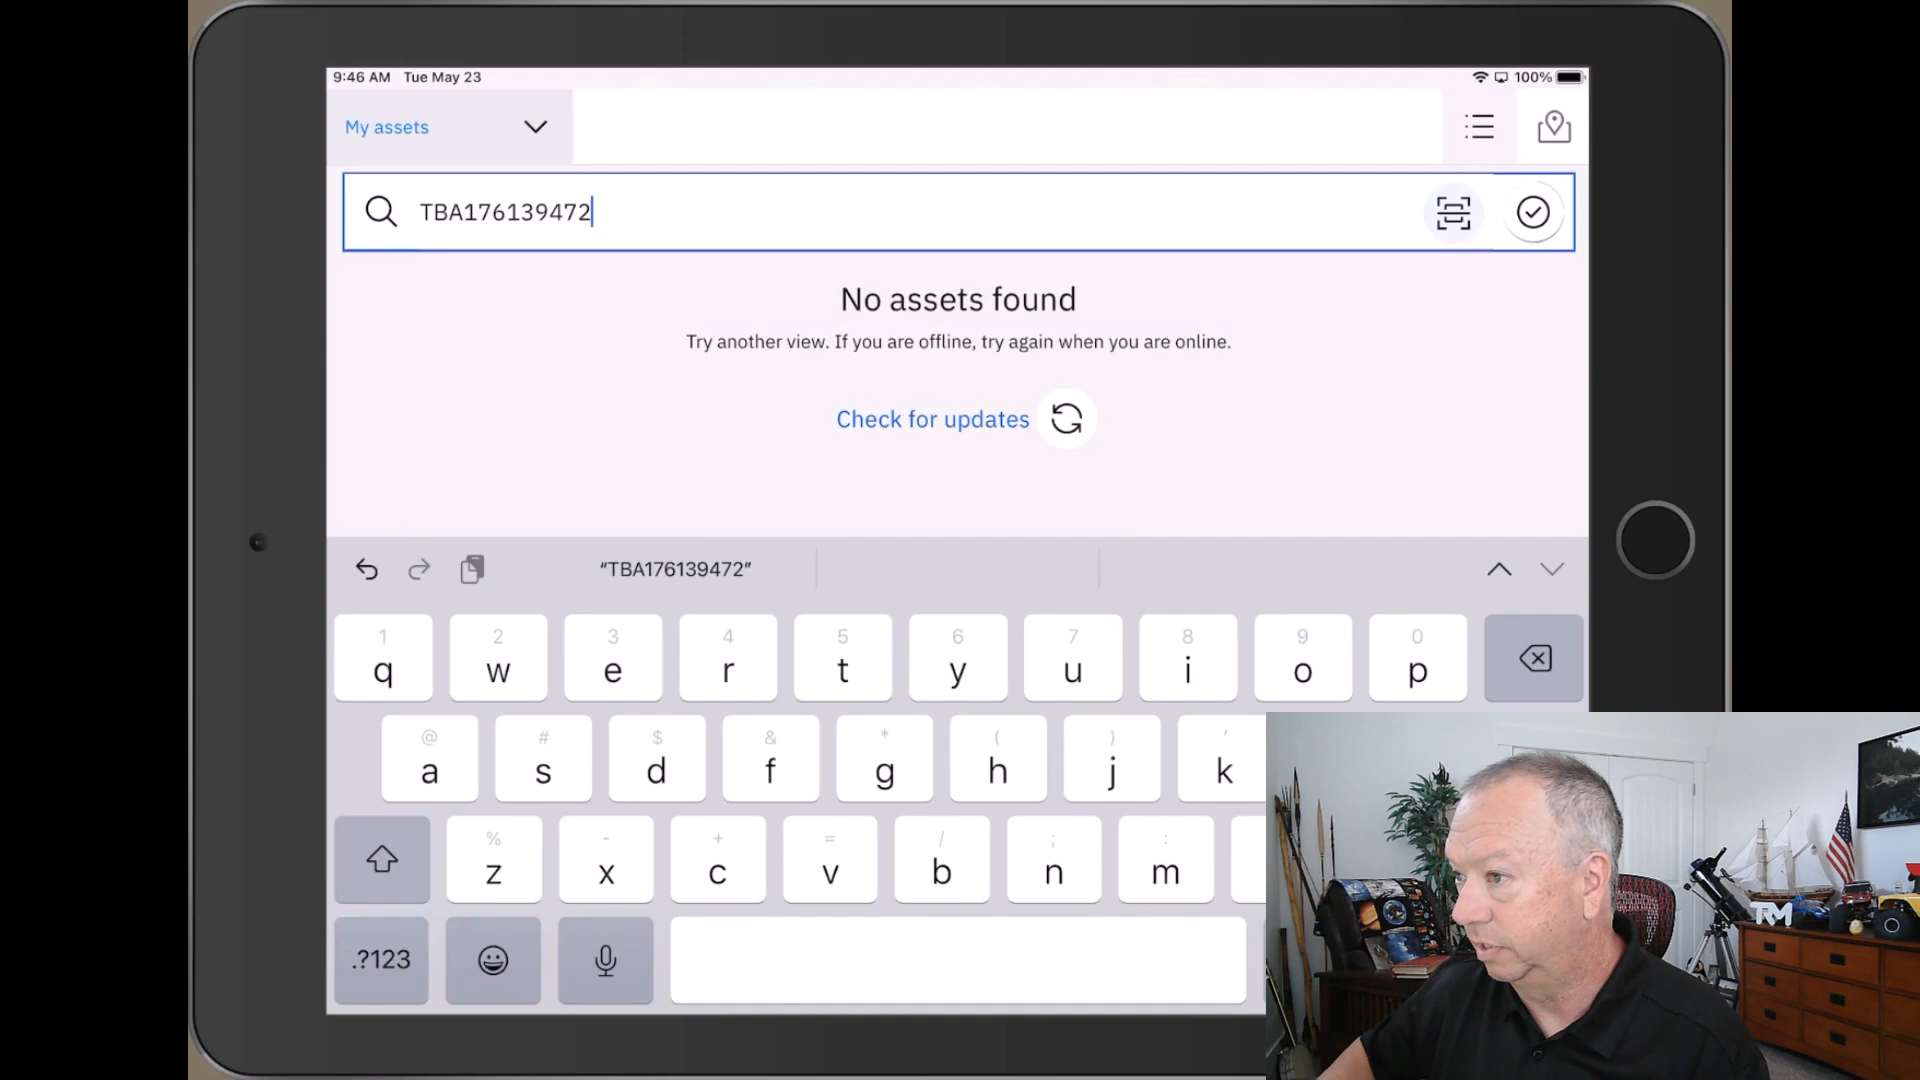 9:46 AM Tue May 23
100%
My assets
TBA176139472
No assets found
Try another view. If you are offline, try again when you are online.
Check for updates
“TBA176139472”
1 2 3 4 5 6 7 8 9 0
q w e r t y u i o p
@ # $ & * ( ) '
a s d f g h j k
% - + = / ; :
z x c v b n m
.?123
TRM